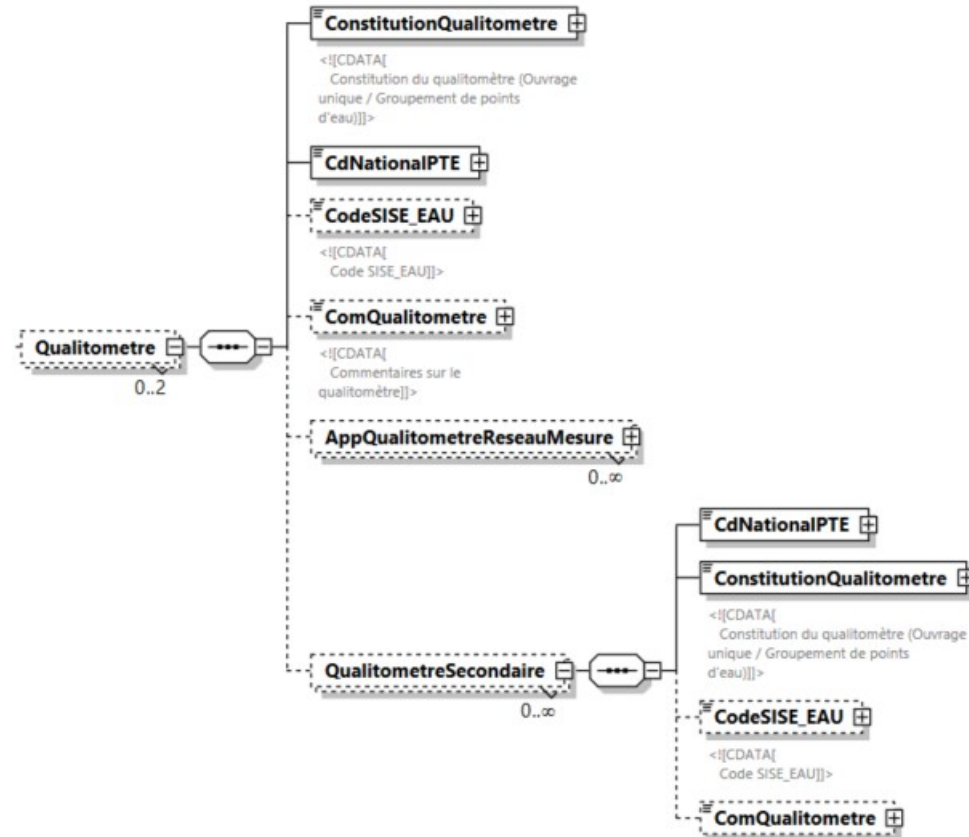 ConstitutionQualitometre
<![CDATA[
Constitution du qualitomètre (Ouvrage
unique / Groupement de points
d'eau)]]>
CdNationalPTE
CodeSISE_EAU
<![CDATA[
Code SISE_EAU]]>
ComQualitometre
<![CDATA[
Commentaires sur le
qualitomètre]]>
Qualitometre
0..2
AppQualitometreReseauMesure
0..∞
QualitometreSecondaire
0..∞
CdNationalPTE
ConstitutionQualitometre
<![CDATA[
Constitution du qualitomètre (Ouvrage
unique / Groupement de points
d'eau)]]>
CodeSISE_EAU
<![CDATA[
Code SISE_EAU]]>
ComQualitometre